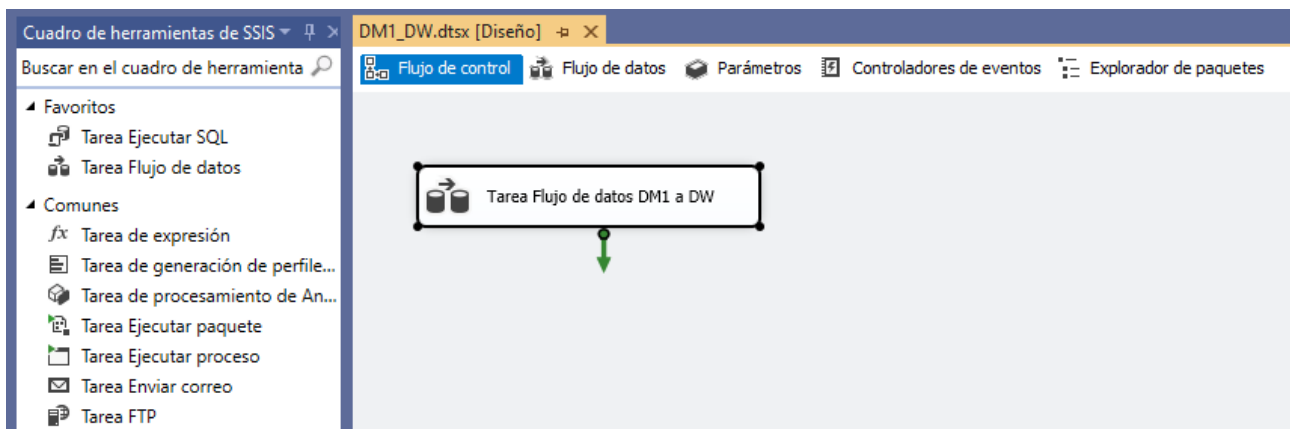 Cuadro de herramientas de SSIS
Buscar en el cuadro de herramienta
Favoritos
Tarea Ejecutar SQL
Tarea Flujo de datos
Comunes
fx Tarea de expresión
Tarea de generación de perfile...
Tarea de procesamiento de An...
Tarea Ejecutar paquete
Tarea Ejecutar proceso
Tarea Enviar correo
Tarea FTP
DM1_DW.dtsx [Diseño]
Flujo de control Flujo de datos Parámetros Controladores de eventos Explorador de paquetes
Tarea Flujo de datos DM1 a DW